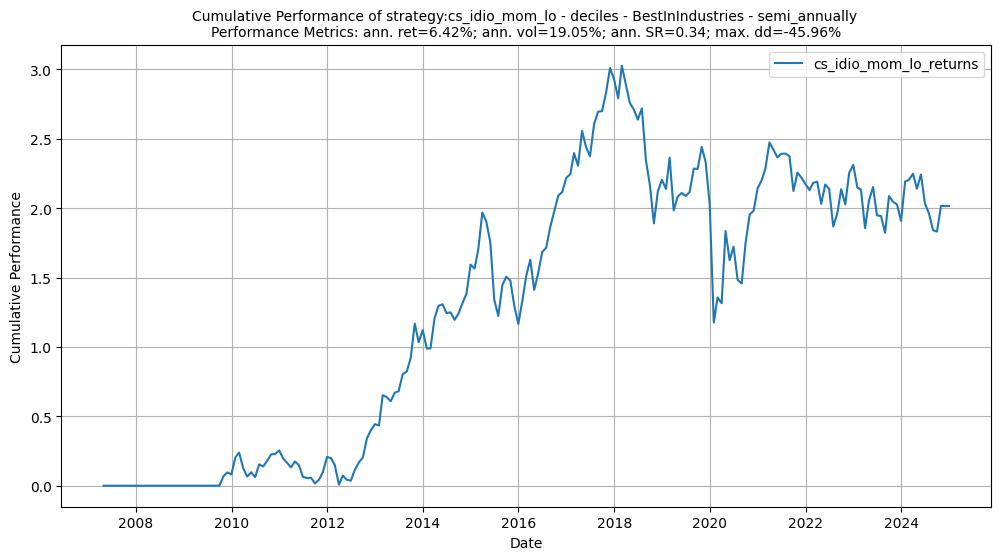 Cumulative Performance of strategy:cs_idio_mom_lo - deciles - BestInIndustries - semi_annually
Performance Metrics: ann. ret=6.42%; ann. vol=19.05%; ann. SR=0.34; max. dd=-45.96%
cs_idio_mom_lo_returns
Cumulative Performance
3.0
2.5
2.0
1.5
1.0
0.5
0.0
2008 2010 2012 2014 2016 2018 2020 2022 2024
Date